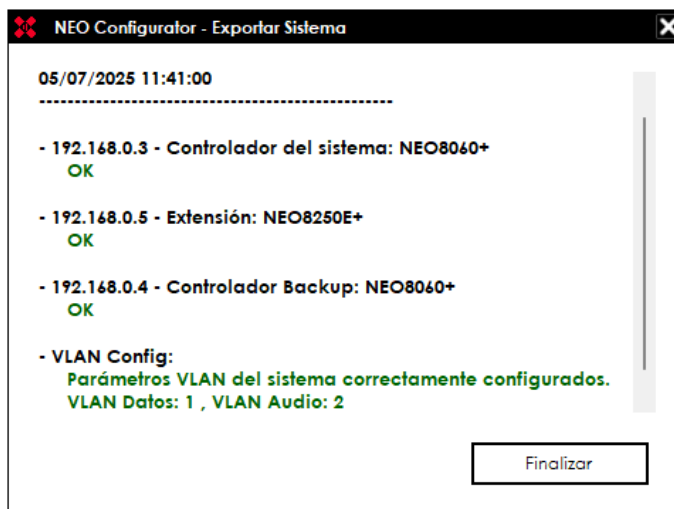 NEO Configurator - Exportar Sistema
05/07/2025 11:41:00
--------------------------------------------------
- 192.168.0.3 - Controlador del sistema: NEO8060+
OK
- 192.168.0.5 - Extensión: NEO8250E+
OK
- 192.168.0.4 - Controlador Backup: NEO8060+
OK
- VLAN Config:
Parámetros VLAN del sistema correctamente configurados.
VLAN Datos: 1 , VLAN Audio: 2
Finalizar